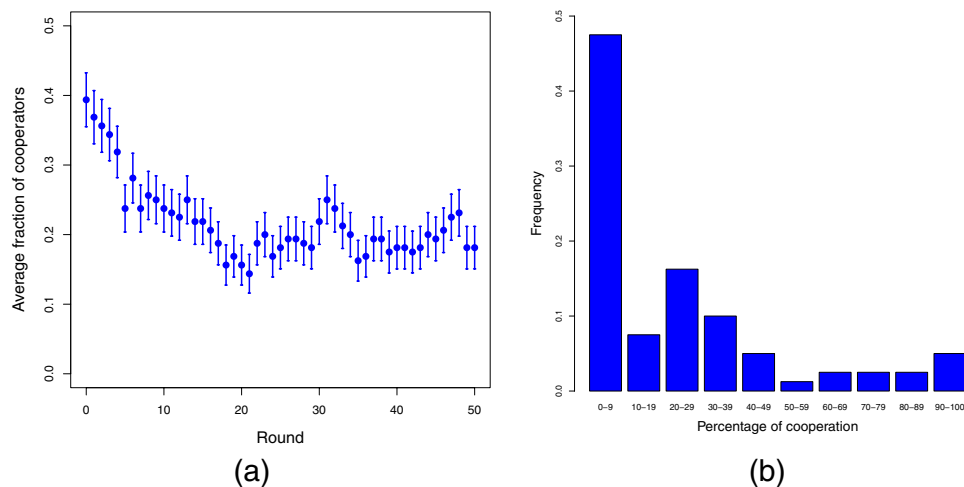 0.0
0.1
0.2
0.3
0.4
0.5
Average fraction of cooperators
0 10 20 30 40 50
Round
(a)
0.0
0.1
0.2
0.3
0.4
0.5
Frequency
0−9 10−19 20−29 30−39 40−49 50−59 60−69 70−79 80−89 90−100
Percentage of cooperation
(b)